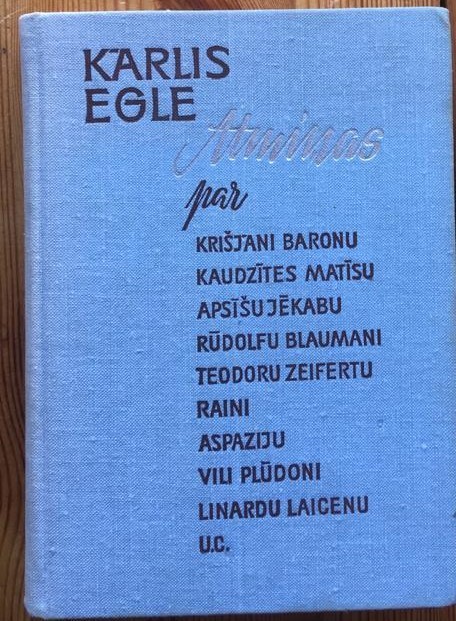 KĀRLIS
EGLE
Atmiņas
par
KRIŠJĀNI BARONU
KAUDZĪTES MATĪSU
APSĪŠU JĒKABU
RŪDOLFU BLAUMANI
TEODORU ZEIFERTU
RAINI
ASPAZIJU
VILI PLŪDONI
LINARDU LAICENU
U.C.